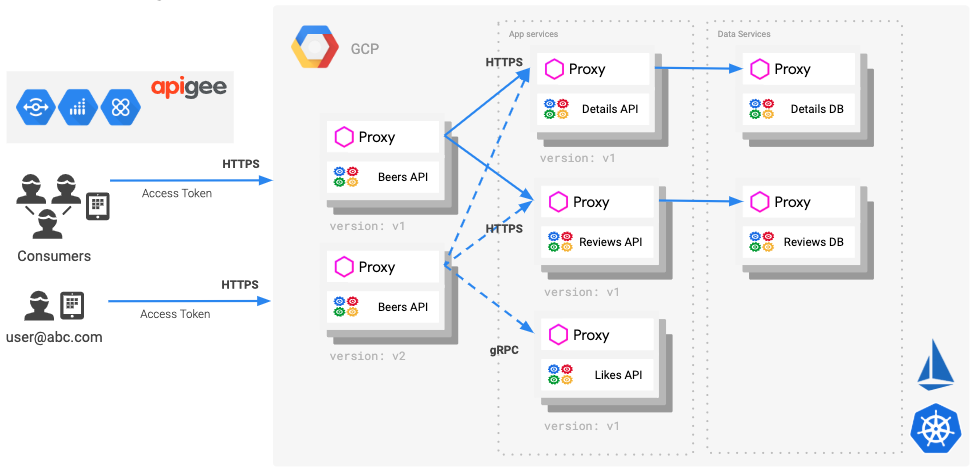 apigee
HTTPS
Access Token
Consumers
HTTPS
Access Token
user@abc.com
GCP
Proxy
Beers API
version: v1
Proxy
Beers API
version: v2
HTTPS
HTTPS
gRPC
App services
Proxy
Details API
version: v1
Proxy
Reviews API
version: v1
Proxy
Likes API
version: v1
Data Services
Proxy
Details DB
Proxy
Reviews DB